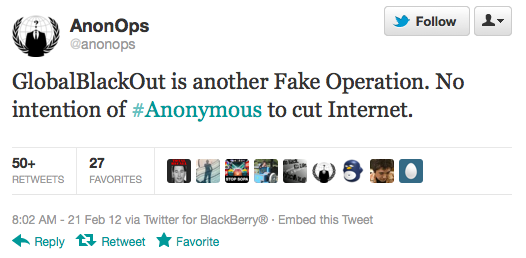 AnonOps
@anonops
Follow
GlobalBlackOut is another Fake Operation. No
intention of #Anonymous to cut Internet.
50+
RETWEETS
27
FAVORITES
STOP SOPA
8:02 AM - 21 Feb 12 via Twitter for BlackBerry® · Embed this Tweet
Reply Retweet Favorite